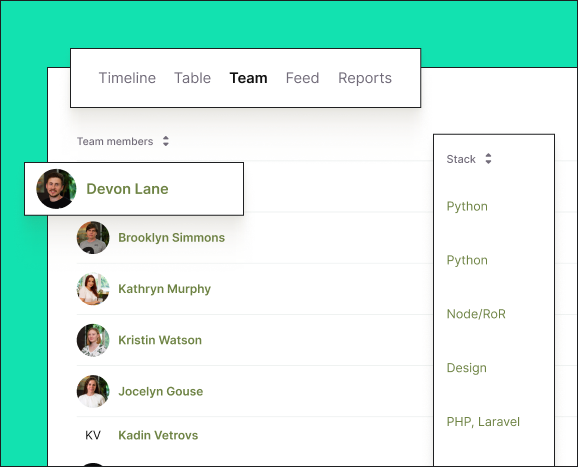 Timeline Table Team Feed Reports
Team members
Stack
Devon Lane
Python
Brooklyn Simmons
Python
Kathryn Murphy
Node/RoR
Kristin Watson
Design
Jocelyn Gouse
PHP, Laravel
KV Kadin Vetrovs